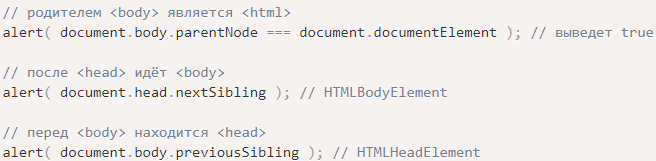 // родителем <body> является <html>
alert( document.body.parentNode === document.documentElement ); // выведет true
// после <head> идёт <body>
alert( document.head.nextSibling ); // HTMLBodyElement
// перед <body> находится <head>
alert( document.body.previousSibling ); // HTMLHeadElement